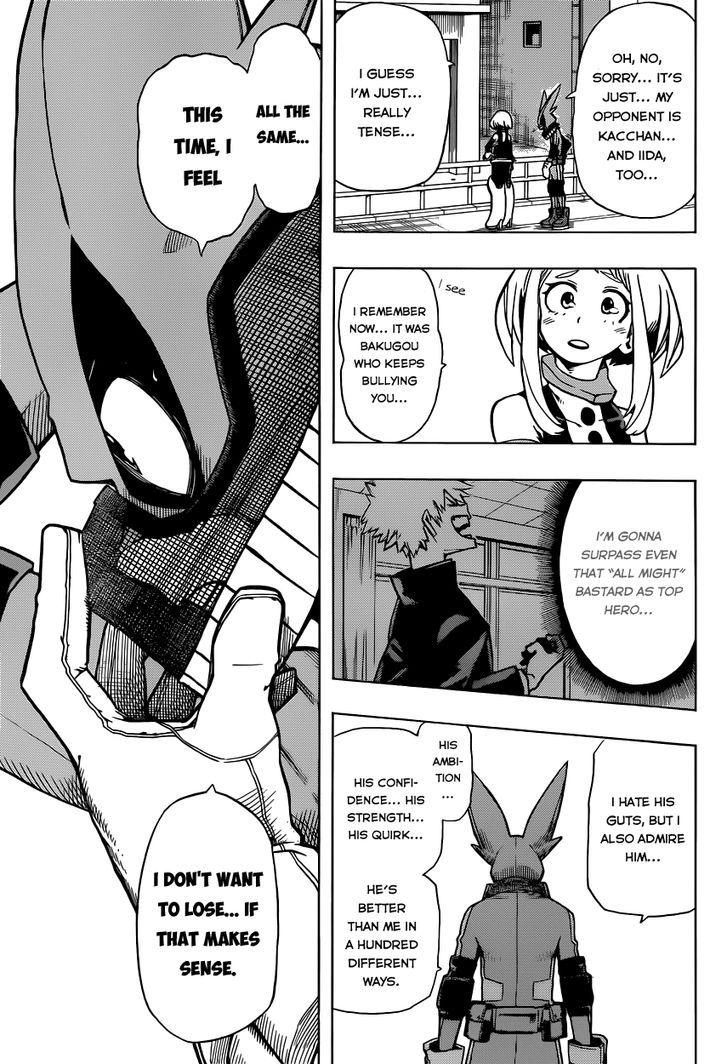 OH, NO,
SORRY... IT'S
JUST... MY
OPPONENT IS
KACCHAN...
AND IIDA,
TOO...
I GUESS
I'M JUST...
REALLY
TENSE...
I see
I REMEMBER
NOW... IT WAS
BAKUGOU
WHO KEEPS
BULLYING
YOU...
I'M GONNA
SURPASS EVEN
THAT "ALL MIGHT"
BASTARD AS TOP
HERO...
I HATE HIS
GUTS, BUT I
ALSO ADMIRE
HIM...
HIS
AMBI
TION
...
HIS CONFI-
DENCE... HIS
STRENGTH...
HIS QUIRK...
HE'S
BETTER
THAN ME IN
A HUNDRED
DIFFERENT
WAYS.
ALL THE
SAME...
THIS
TIME, I
FEEL
I DON'T WANT
TO LOSE... IF
THAT MAKES
SENSE.